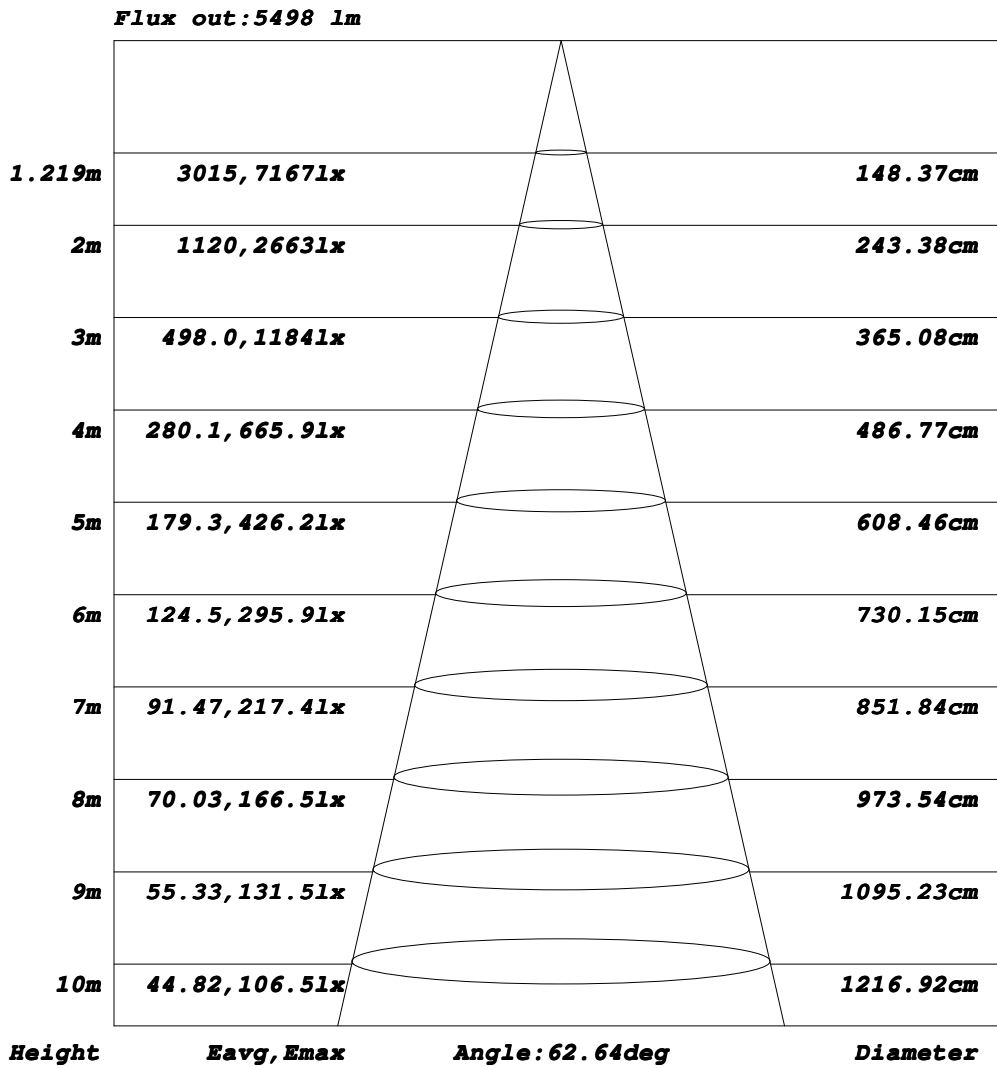 Flux out:5498 lm
1.219m 3015,7167lx 148.37cm
2m 1120,2663lx 243.38cm
3m 498.0,1184lx 365.08cm
4m 280.1,665.9lx 486.77cm
5m 179.3,426.2lx 608.46cm
6m 124.5,295.9lx 730.15cm
7m 91.47,217.4lx 851.84cm
8m 70.03,166.5lx 973.54cm
9m 55.33,131.5lx 1095.23cm
10m 44.82,106.5lx 1216.92cm
Height Eavg,Emax Angle:62.64deg Diameter